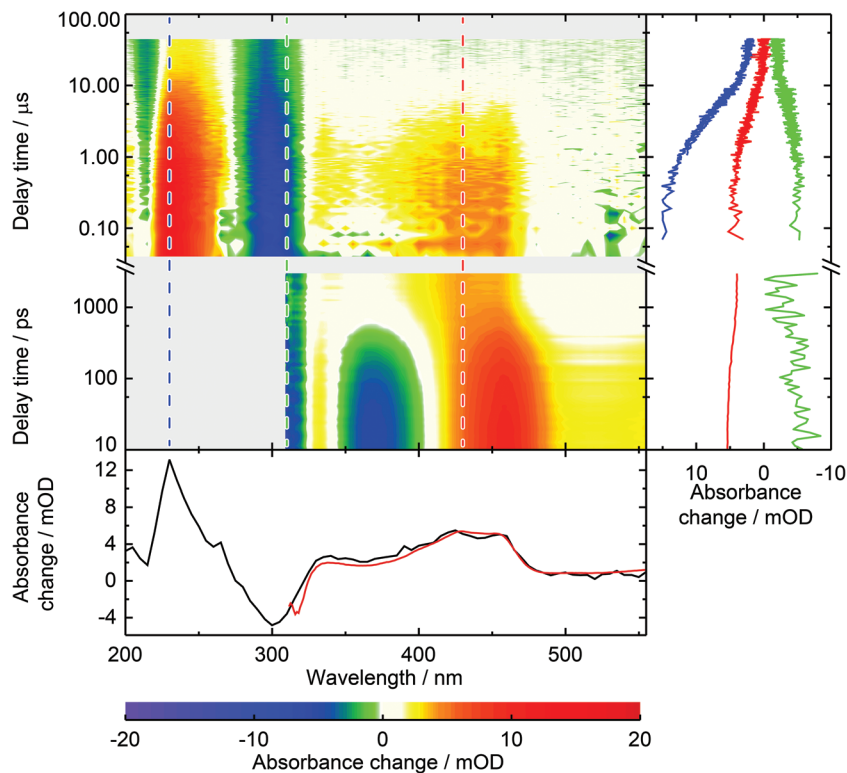 100.00
10.00
1.00
0.10
Delay time / µs
1000
100
10
Delay time / ps
10 0 -10
Absorbance
change / mOD
12
8
4
0
-4
Absorbance
change / mOD
200 300 400 500
Wavelength / nm
-20 -10 0 10 20
Absorbance change / mOD